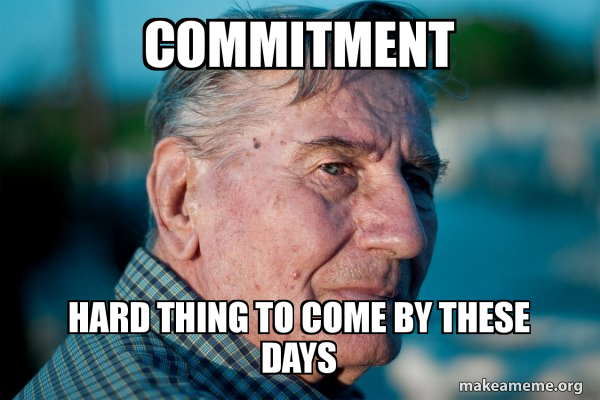 COMMITMENT
HARD THING TO COME BY THESE
DAYS
makeameme.org